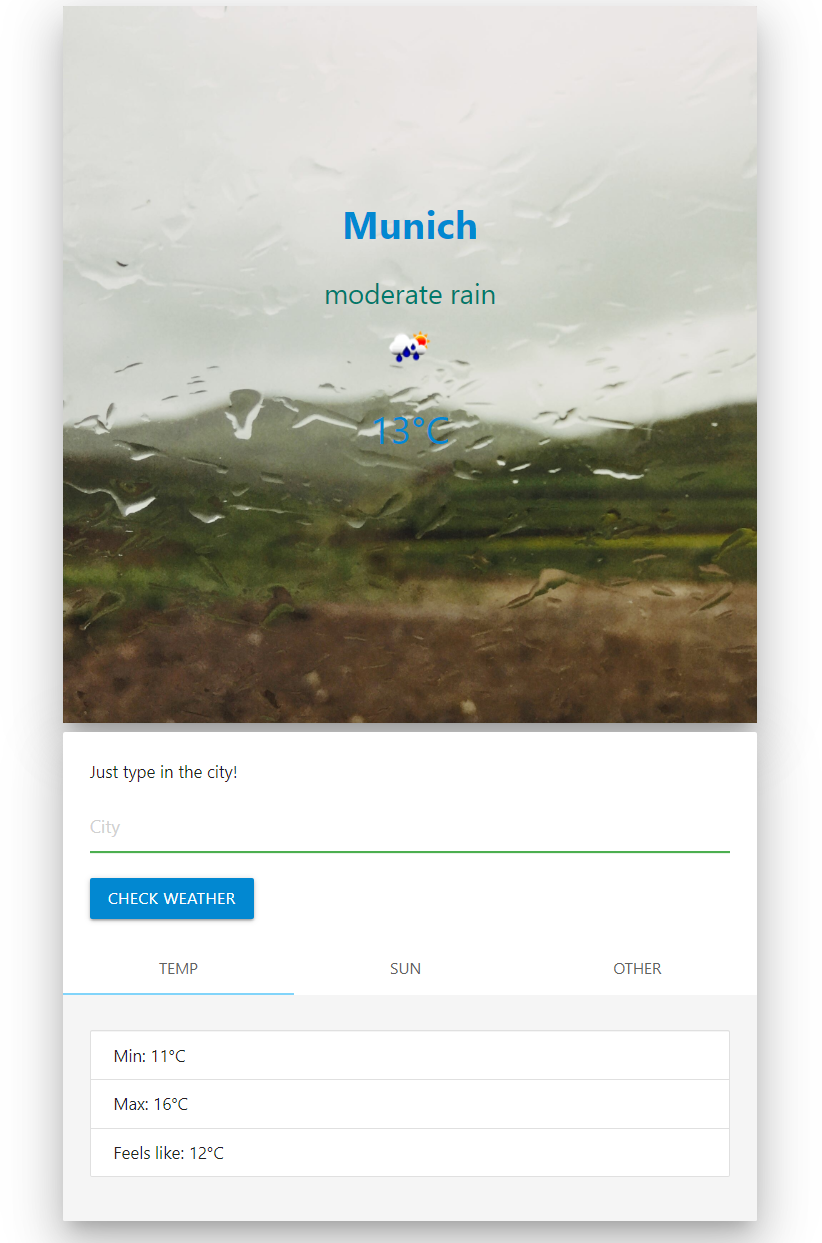 Munich
moderate rain
13°C
Just type in the city!
City
CHECK WEATHER
TEMP SUN OTHER
Min: 11°C
Max: 16°C
Feels like: 12°C